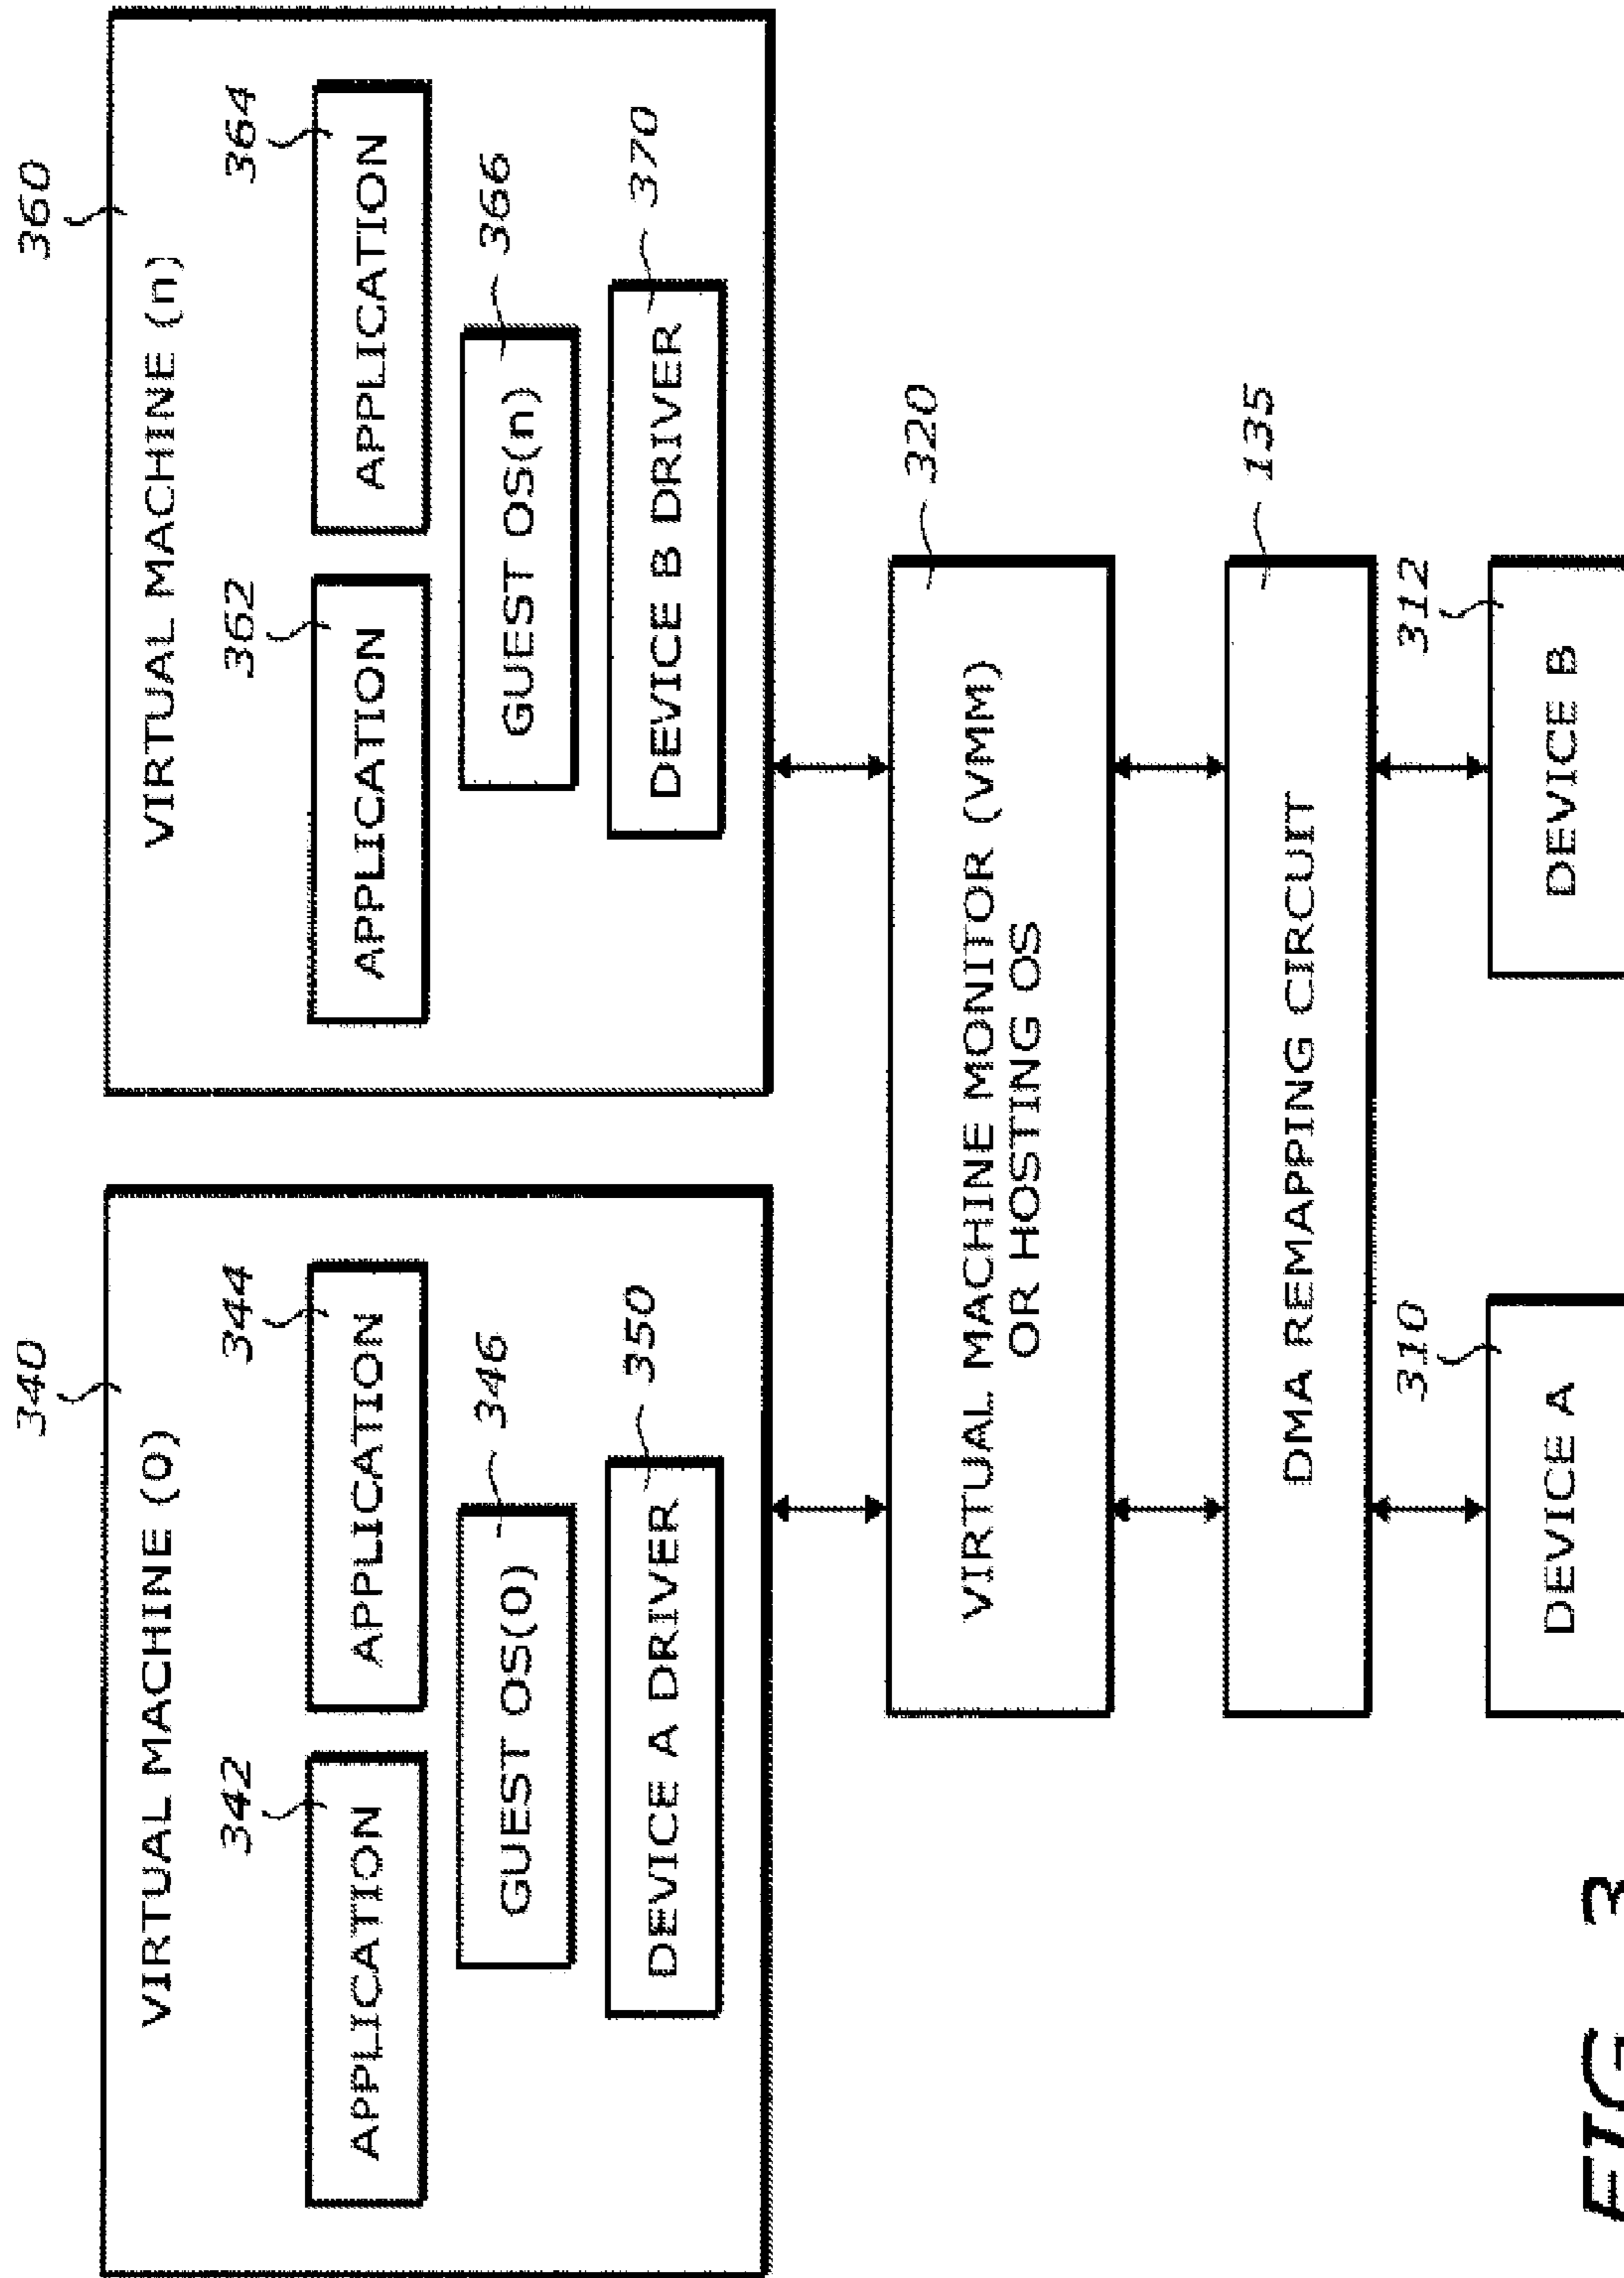 340
VIRTUAL MACHINE (0)
342
344
APPLICATION
APPLICATION
346
GUEST OS(0)
350
DEVICE A DRIVER
360
VIRTUAL MACHINE (n)
362
364
APPLICATION
APPLICATION
366
GUEST OS(n)
370
DEVICE B DRIVER
320
VIRTUAL MACHINE MONITOR (VMM)
OR HOSTING OS
135
DMA REMAPPING CIRCUIT
310
DEVICE A
312
DEVICE B
FIG. 3